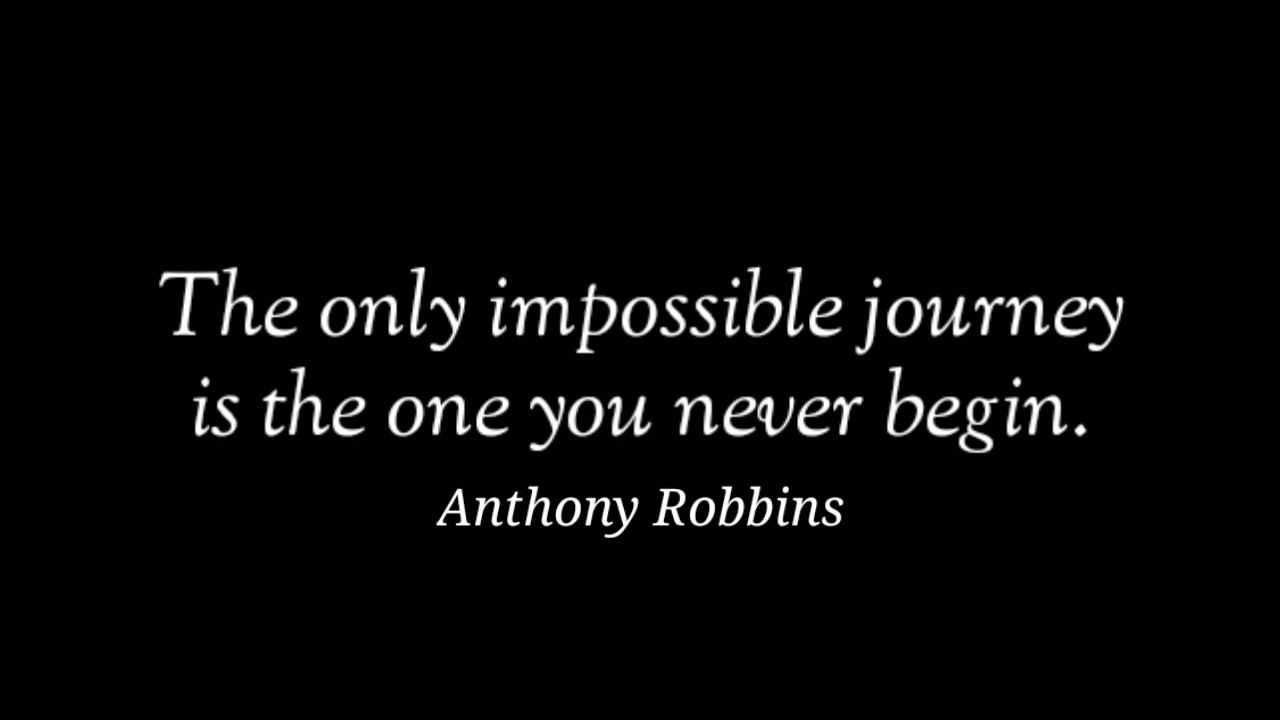 The only impossible journey
is the one you never begin.
Anthony Robbins